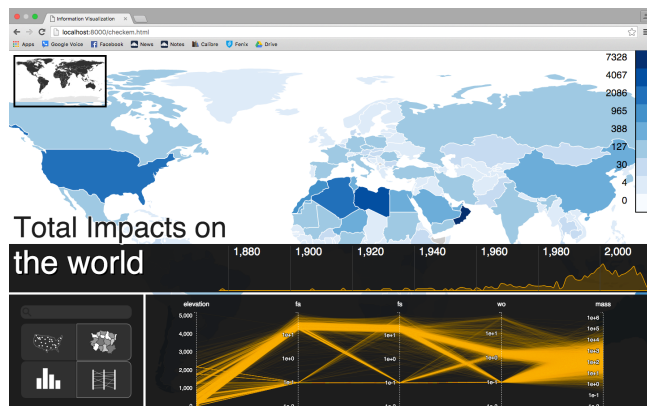 Information Visualization
localhost:8000/checkem.html
Apps Google Voice Facebook News Notes Callore Fenix Drive
7328
4067
2086
965
388
127
30
4
0
Total Impacts on
the world
1,880 1,900 1,920 1,940 1,960 1,980 2,000
elevation fa fs wo mass
5,000
4,000
3,000
2,000
1,000
0
1e+1
1e+0
1e-1
1e+1
1e+0
1e-1
1e+1
1e+0
1e-1
1e+6
1e+5
1e+4
1e+3
1e+2
1e+1
1e+0
1e-1